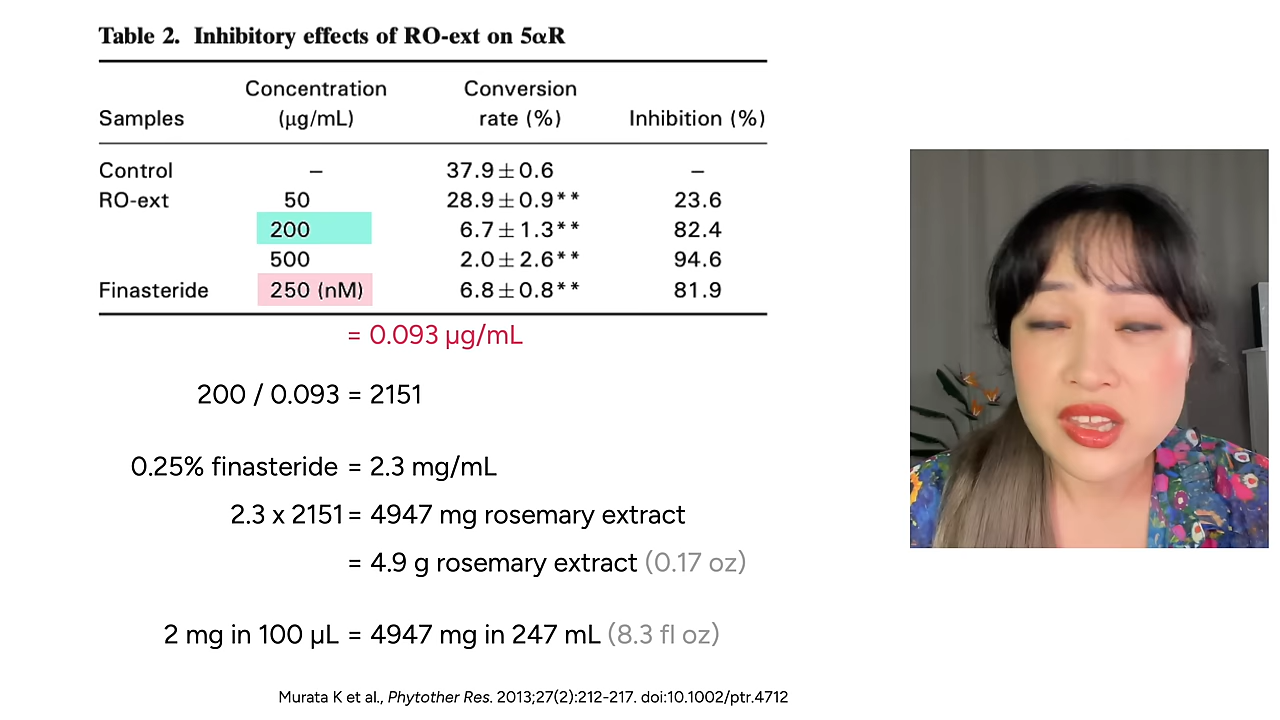 Table 2. Inhibitory effects of RO-ext on 5αR
Samples Concentration (µg/mL) Conversion rate (%) Inhibition (%)
Control – 37.9 ± 0.6 –
RO-ext 50 28.9 ± 0.9** 23.6
200 6.7 ± 1.3** 82.4
500 2.0 ± 2.6** 94.6
Finasteride 250 (nM) 6.8 ± 0.8** 81.9
= 0.093 µg/mL
200 / 0.093 = 2151
0.25% finasteride = 2.3 mg/mL
2.3 x 2151 = 4947 mg rosemary extract
= 4.9 g rosemary extract (0.17 oz)
2 mg in 100 µL = 4947 mg in 247 mL (8.3 fl oz)
Murata K et al., Phytother Res. 2013;27(2):212-217. doi:10.1002/ptr.4712